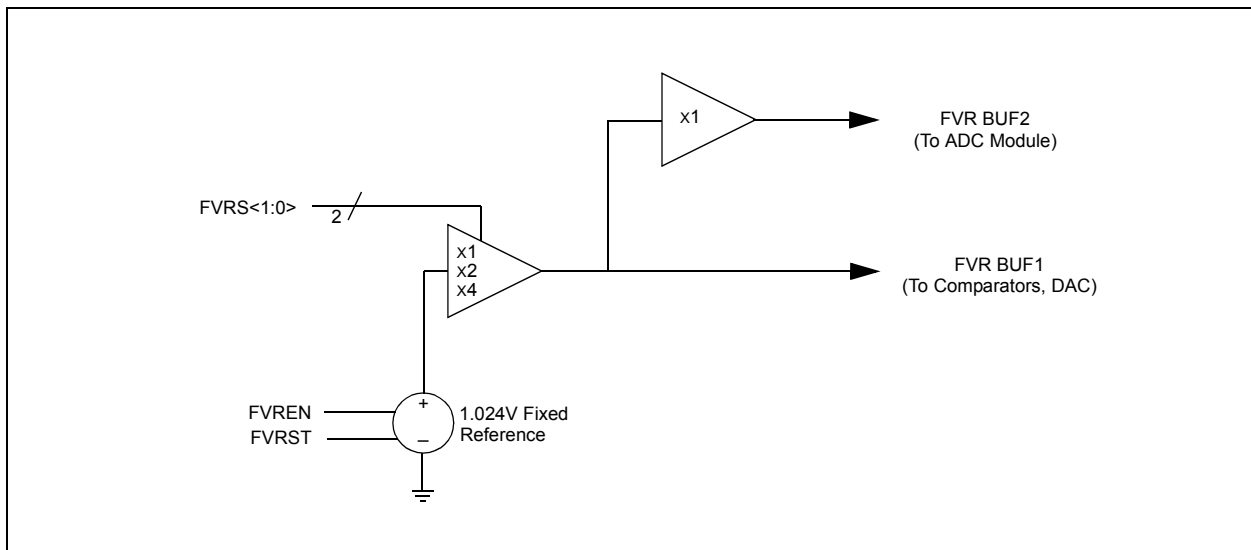 x1
FVR BUF2
(To ADC Module)
FVRS<1:0>
2
x1
x2
x4
FVR BUF1
(To Comparators, DAC)
FVREN
FVRST
+
–
1.024V Fixed
Reference